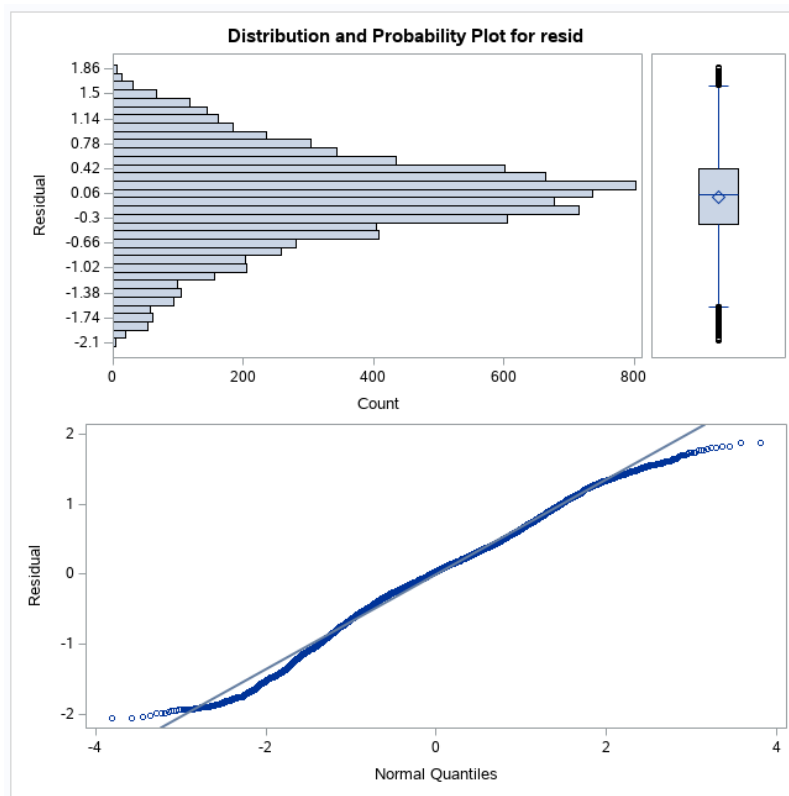 Distribution and Probability Plot for resid
1.86
1.5
1.14
0.78
0.42
0.06
-0.3
-0.66
-1.02
-1.38
-1.74
-2.1
Residual
0 200 400 600 800
Count
2
1
0
-1
-2
Residual
-4 -2 0 2 4
Normal Quantiles